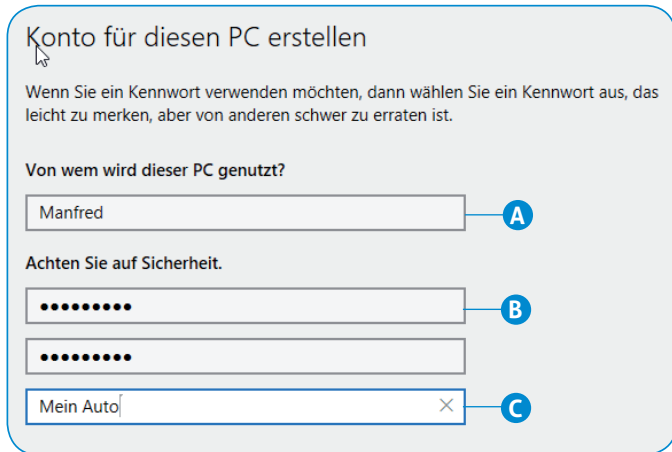 Konto für diesen PC erstellen
Wenn Sie ein Kennwort verwenden möchten, dann wählen Sie ein Kennwort aus, das
leicht zu merken, aber von anderen schwer zu erraten ist.
Von wem wird dieser PC genutzt?
Manfred
A
Achten Sie auf Sicherheit.
•••••••••
B
•••••••••
Mein Auto
C